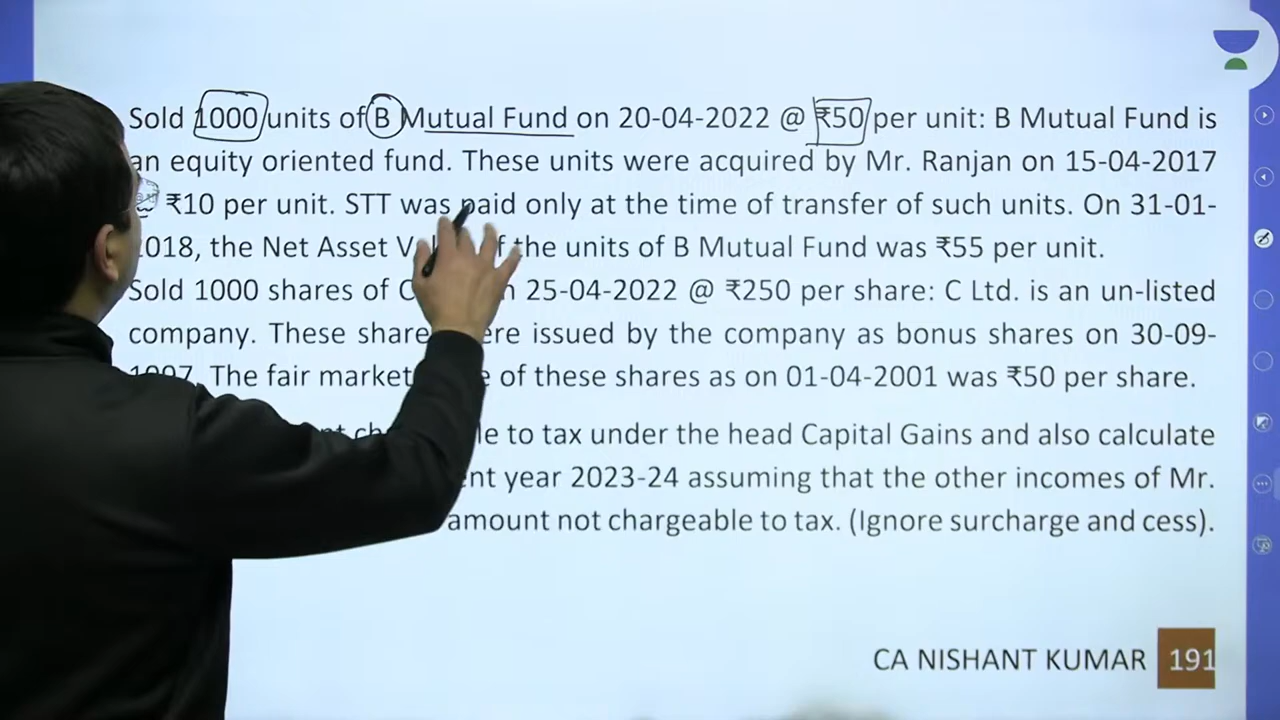 Sold 1000 units of B Mutual Fund on 20-04-2022 @ ₹50 per unit: B Mutual Fund is
an equity oriented fund. These units were acquired by Mr. Ranjan on 15-04-2017
₹10 per unit. STT was paid only at the time of transfer of such units. On 31-01-
2018, the Net Asset the units of B Mutual Fund was ₹55 per unit.
Sold 1000 shares of 25-04-2022 @ ₹250 per share: C Ltd. is an un-listed
company. These issued by the company as bonus shares on 30-09-
1997. The fair market of these shares as on 01-04-2001 was ₹50 per share.
to tax under the head Capital Gains and also calculate
year 2023-24 assuming that the other incomes of Mr.
amount not chargeable to tax. (Ignore surcharge and cess).
CA NISHANT KUMAR 191